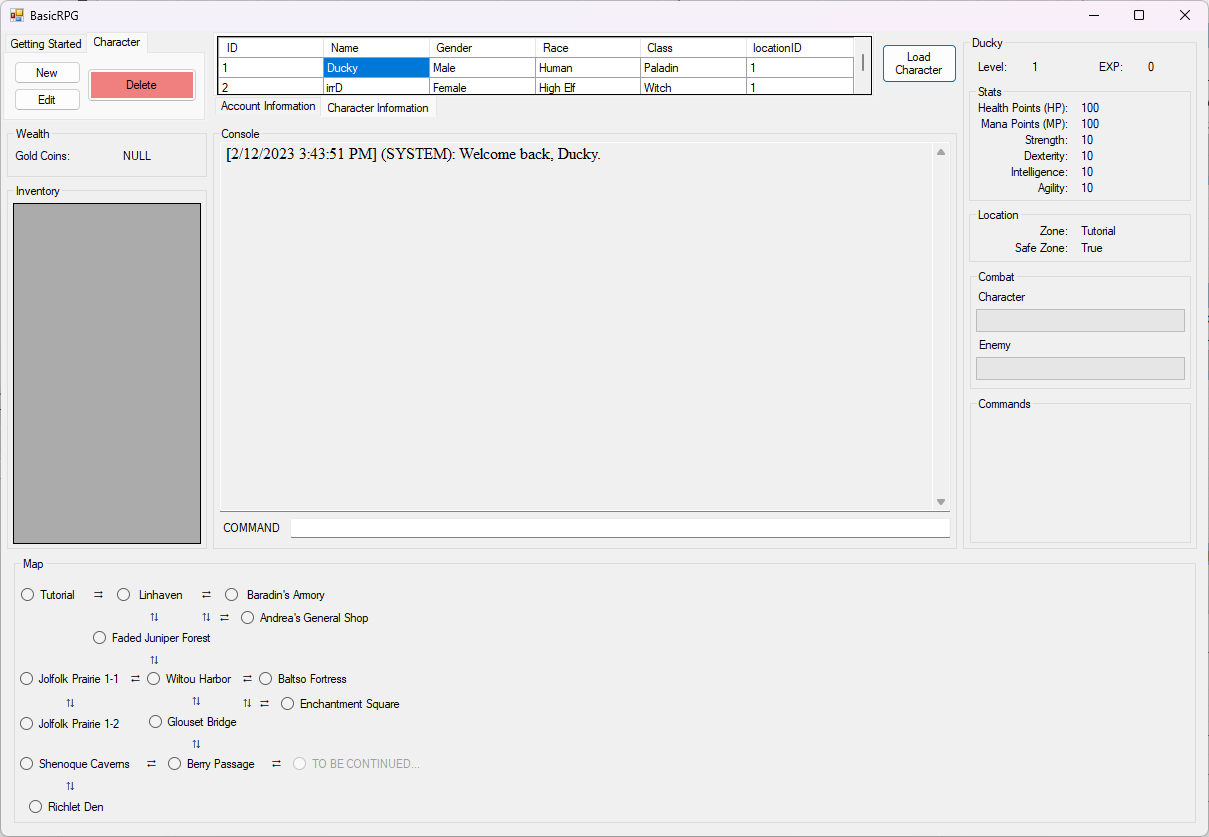 BasicRPG
Getting Started Character
New
Edit
Delete
ID Name Gender Race Class locationID
1 Ducky Male Human Paladin 1
2 irrD Female High Elf Witch 1
Account Information Character Information
Load
Character
Wealth
Gold Coins: NULL
Inventory
Console
[2/12/2023 3:43:51 PM] (SYSTEM): Welcome back, Ducky.
COMMAND
Ducky
Level: 1 EXP: 0
Stats
Health Points (HP): 100
Mana Points (MP): 100
Strength: 10
Dexterity: 10
Intelligence: 10
Agility: 10
Location
Zone: Tutorial
Safe Zone: True
Combat
Character
Enemy
Commands
Map
Tutorial ⇄ Linhaven ⇄ Baradin's Armory
⇅ ⇅ ⇄ Andrea's General Shop
Faded Juniper Forest
⇅
Jolfolk Prairie 1-1 ⇄ Wiltou Harbor ⇄ Baltso Fortress
⇅ ⇅ ⇅ ⇄ Enchantment Square
Jolfolk Prairie 1-2 Glouset Bridge
⇅
Shenoque Caverns ⇄ Berry Passage ⇄ TO BE CONTINUED...
⇅
Richlet Den